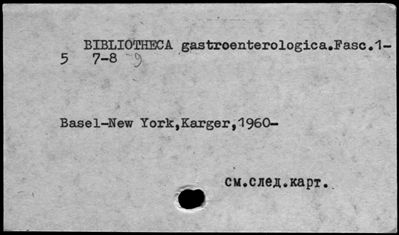 BIBLIOTHECA gastroenterologica.Fasc.1-
5 7-8 9
Basel-New York,Karger,1960-
см.след.карт.